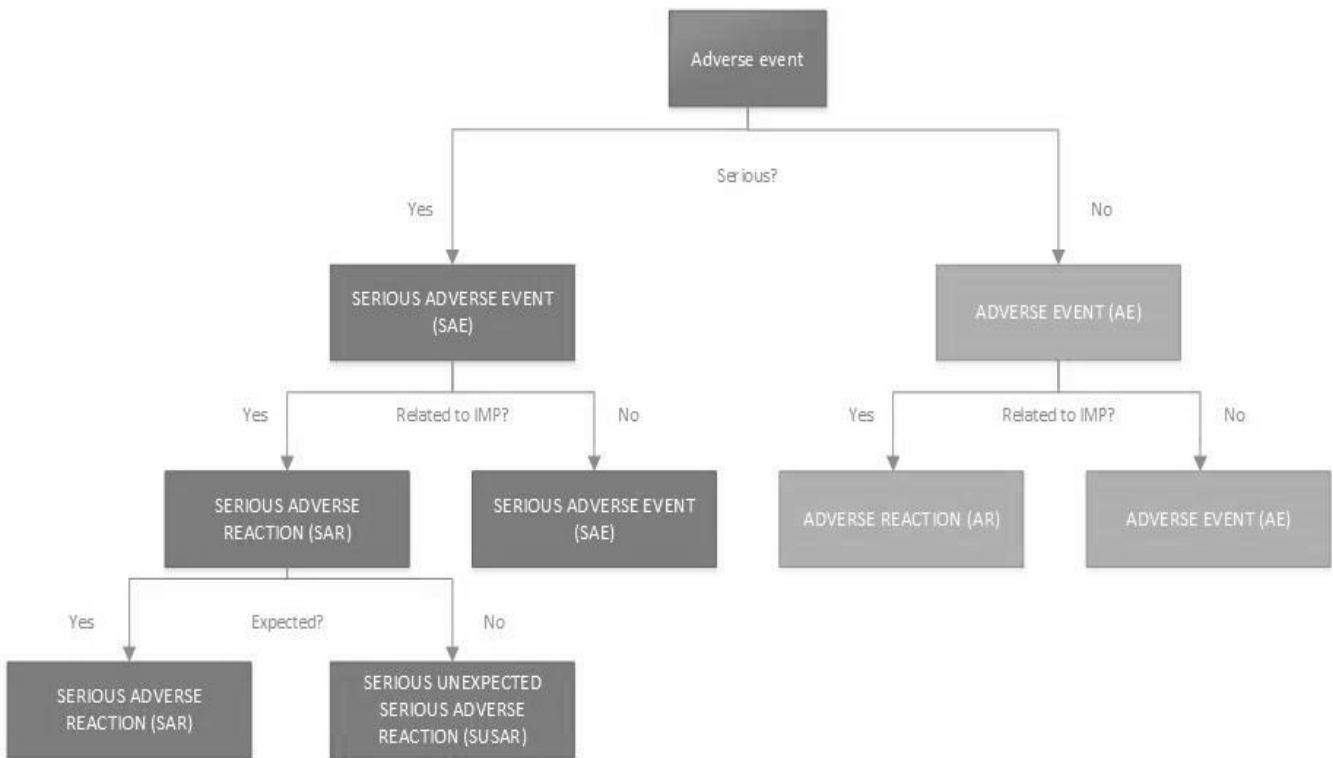 Adverse event
Serious?
Yes
No
SERIOUS ADVERSE EVENT
(SAE)
ADVERSE EVENT (AE)
Yes
Related to IMP?
No
Yes
Related to IMP?
No
SERIOUS ADVERSE
REACTION (SAR)
SERIOUS ADVERSE EVENT
(SAE)
ADVERSE REACTION (AR)
ADVERSE EVENT (AE)
Yes
Expected?
No
SERIOUS ADVERSE
REACTION (SAR)
SERIOUS UNEXPECTED
SERIOUS ADVERSE
REACTION (SUSAR)